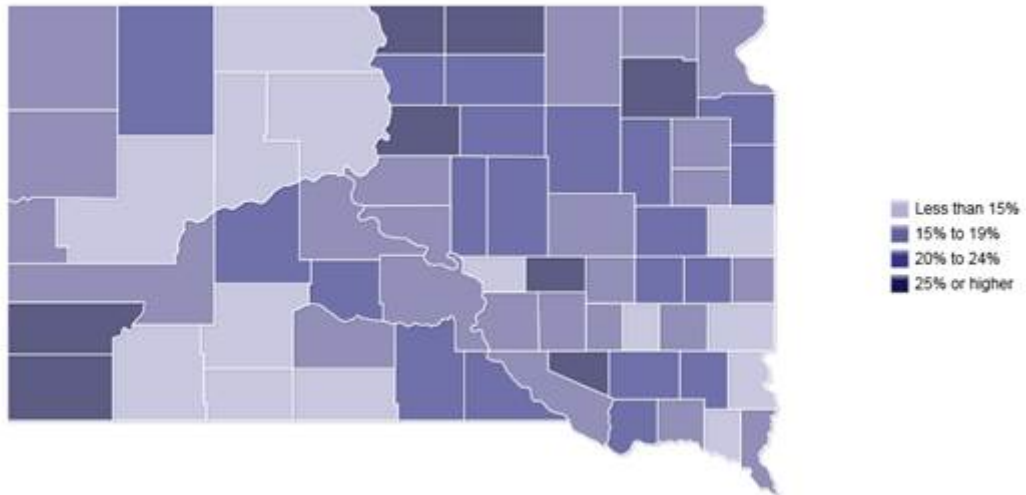 Less than 15%
15% to 19%
20% to 24%
25% or higher